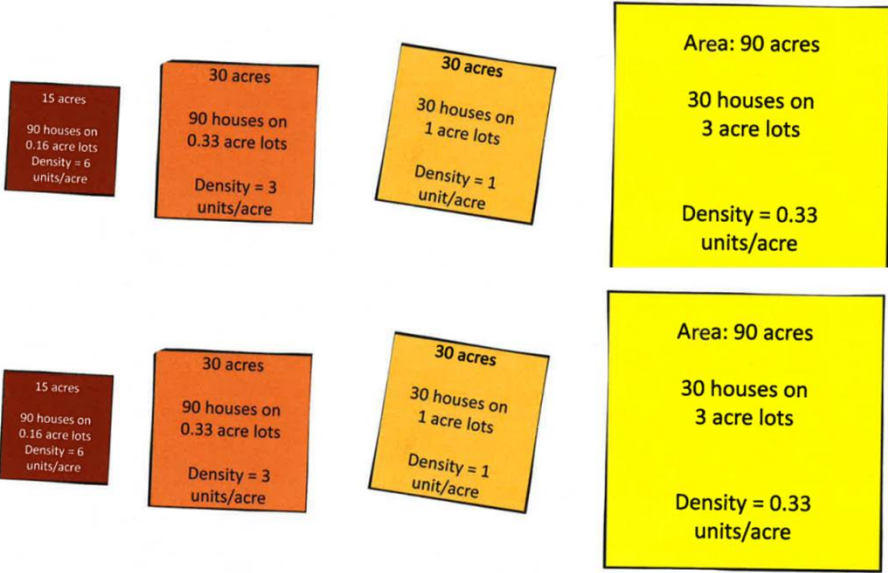 15 acres
90 houses on
0.16 acre lots
Density = 6
units/acre
30 acres
90 houses on
0.33 acre lots
Density = 3
units/acre
30 acres
30 houses on
1 acre lots
Density = 1
unit/acre
Area: 90 acres
30 houses on
3 acre lots
Density = 0.33
units/acre
15 acres
90 houses on
0.16 acre lots
Density = 6
units/acre
30 acres
90 houses on
0.33 acre lots
Density = 3
units/acre
30 acres
30 houses on
1 acre lots
Density = 1
unit/acre
Area: 90 acres
30 houses on
3 acre lots
Density = 0.33
units/acre